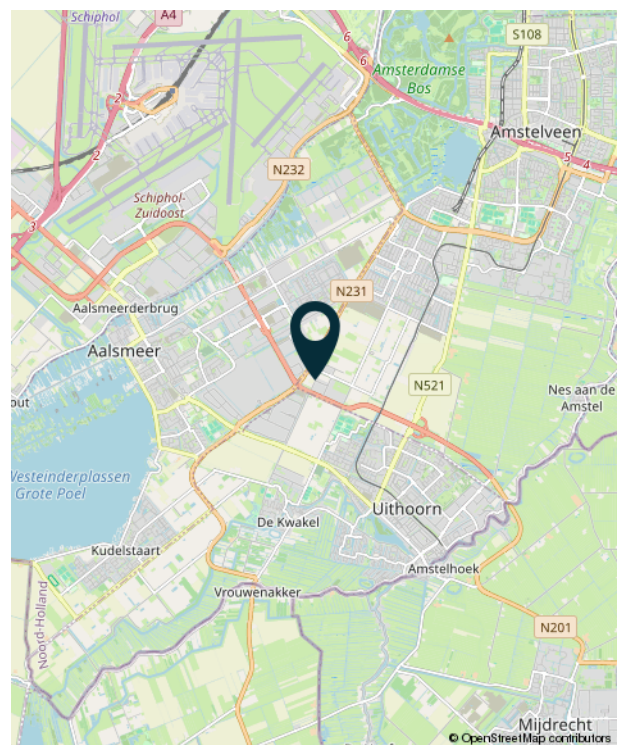 Schiphol
A4
S108
6
6
Amsterdamse
Bos
2
Amstelveen
5
4
2
N232
Schiphol-
Zuidoost
3
N231
Aalsmeerderbrug
Aalsmeer
N521
Nes aan de
Amstel
out
Westeinderplassen
Grote Poel
Uithoorn
De Kwakel
Kudelstaart
Amstelhoek
Vrouwenakker
Noord-Holland
N201
Mijdrecht
© OpenStreetMap contributors